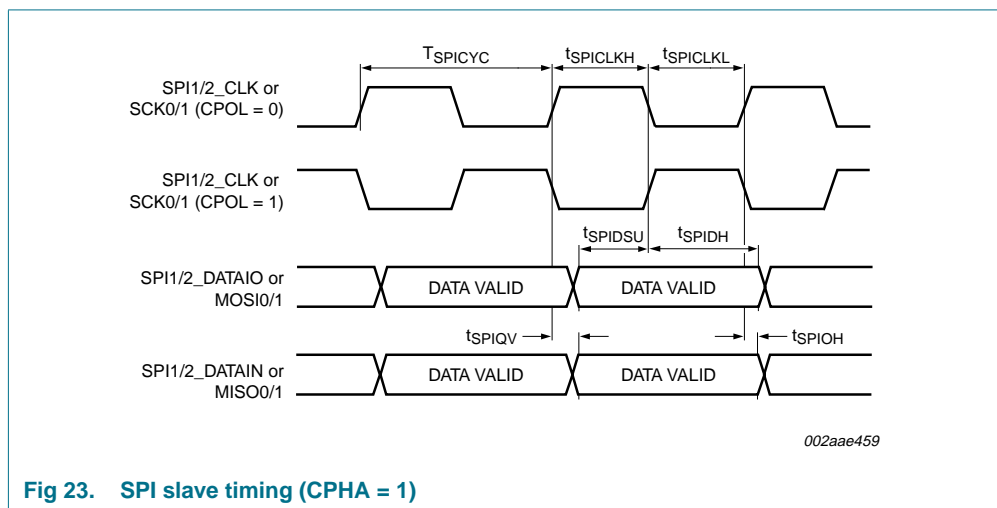 TSPICYC tSPICLKH tSPICLKL
SPI1/2_CLK or
SCK0/1 (CPOL = 0)
SPI1/2_CLK or
SCK0/1 (CPOL = 1)
tSPIDSU tSPIDH
SPI1/2_DATAIO or
MOSI0/1
DATA VALID DATA VALID
tSPIQV tSPIOH
SPI1/2_DATAIN or
MISO0/1
DATA VALID DATA VALID
002aae459
Fig 23. SPI slave timing (CPHA = 1)